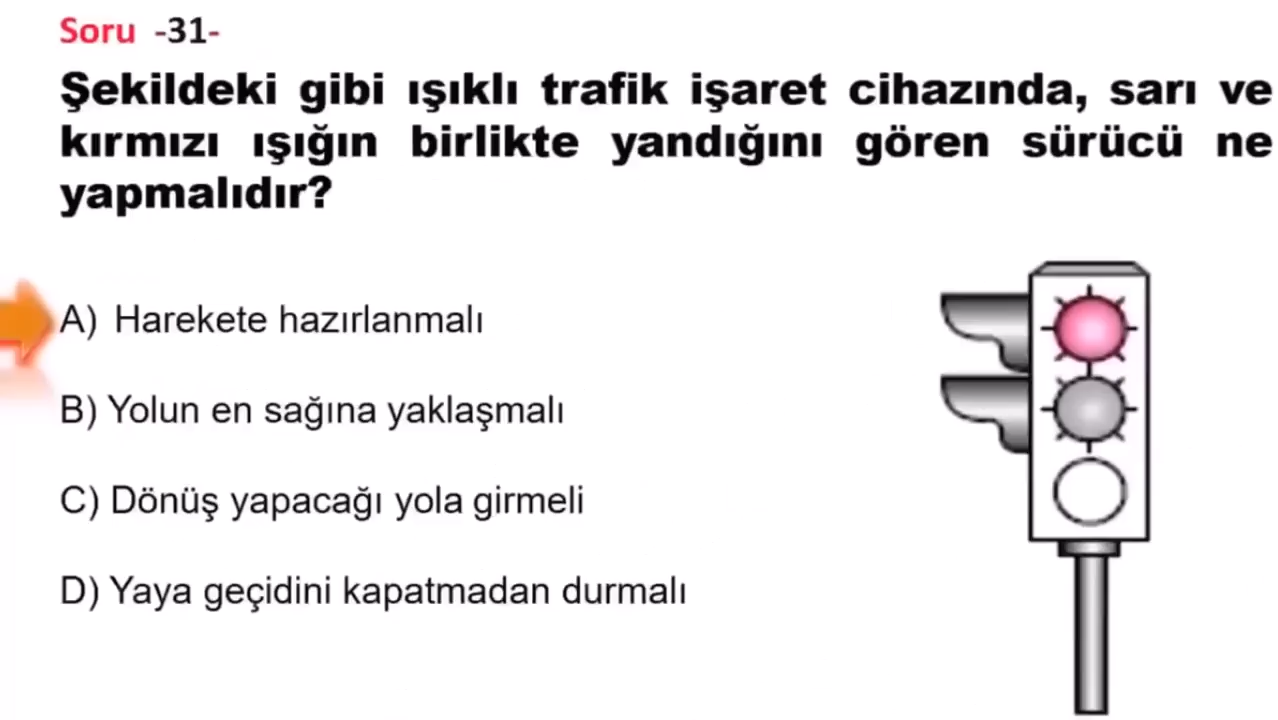 Soru -31-
Şekildeki gibi ışıklı trafik işaret cihazında, sarı ve
kırmızı ışığın birlikte yandığını gören sürücü ne
yapmalıdır?
A) Harekete hazırlanmalı
B) Yolun en sağına yaklaşmalı
C) Dönüş yapacağı yola girmeli
D) Yaya geçidini kapatmadan durmalı